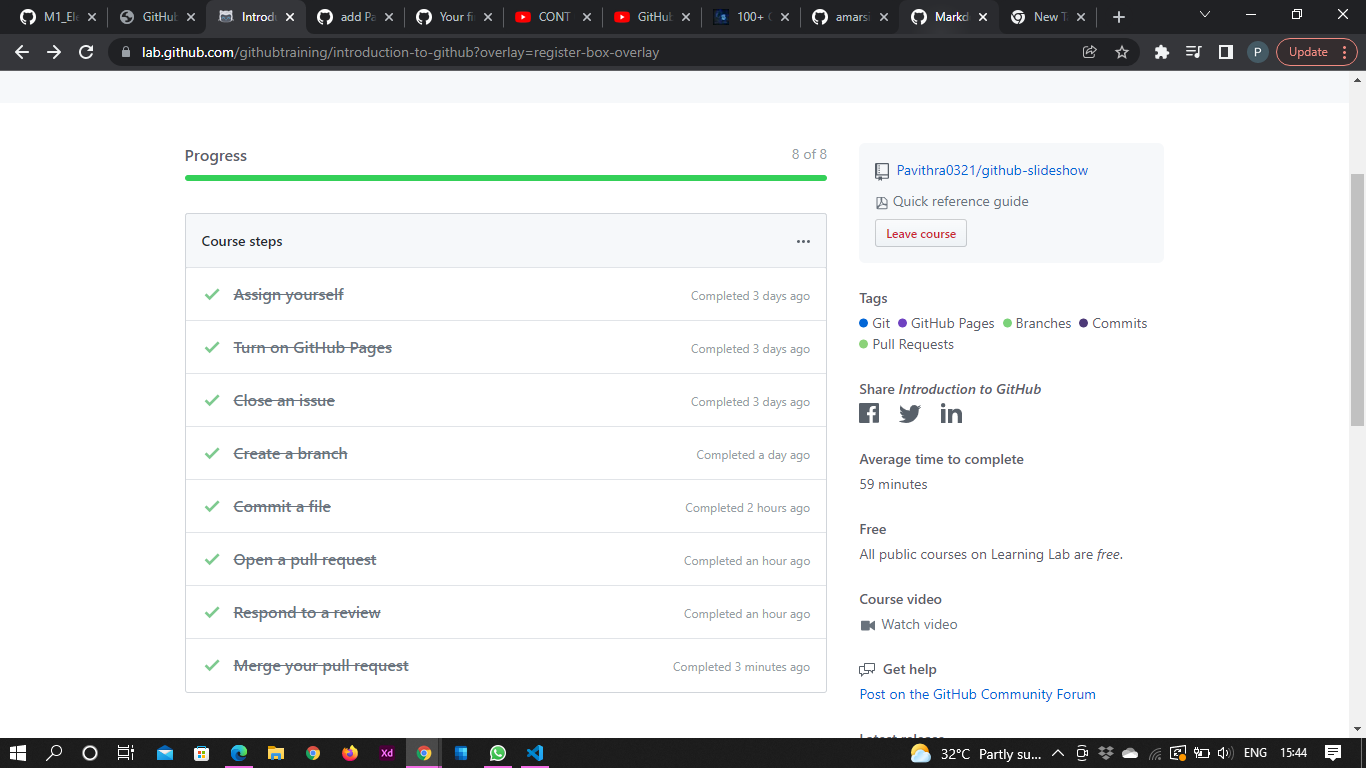 M1_Ele
GitHub
Introdu
add Pa
Your fi
CONT
GitHub
100+
amarsi
Markd
New T
lab.github.com/githubtraining/introduction-to-github?overlay=register-box-overlay
P
Update
Progress
8 of 8
Course steps
Assign yourself
Completed 3 days ago
Turn on GitHub Pages
Completed 3 days ago
Close an issue
Completed 3 days ago
Create a branch
Completed a day ago
Commit a file
Completed 2 hours ago
Open a pull request
Completed an hour ago
Respond to a review
Completed an hour ago
Merge your pull request
Completed 3 minutes ago
Pavithra0321/github-slideshow
Quick reference guide
Leave course
Tags
Git GitHub Pages Branches Commits
Pull Requests
Share Introduction to GitHub
Average time to complete
59 minutes
Free
All public courses on Learning Lab are free.
Course video
Watch video
Get help
Post on the GitHub Community Forum
Latest release
Xd
32°C Partly su...
ENG
15:44